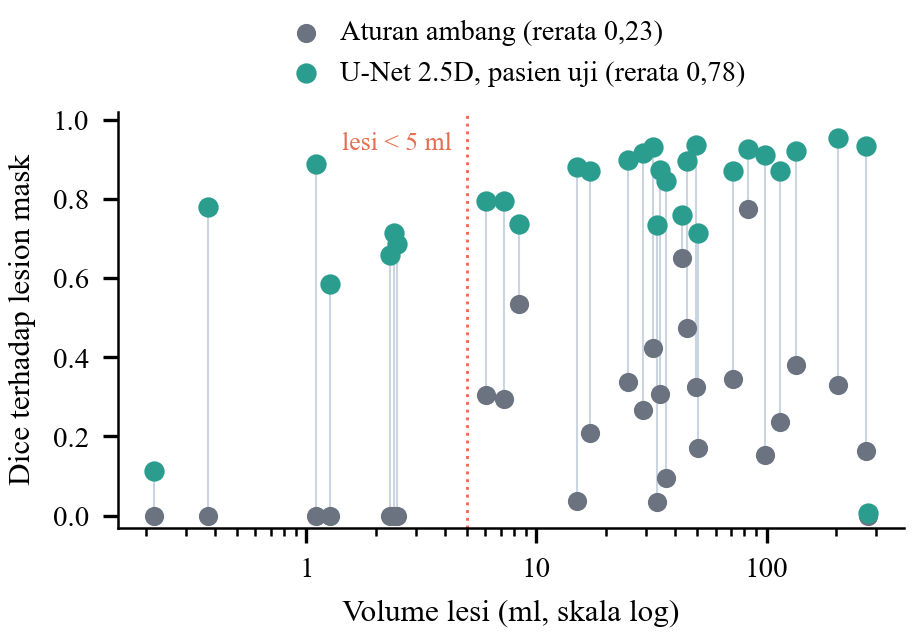 Aturan ambang (rerata 0,23)
U-Net 2.5D, pasien uji (rerata 0,78)
lesi < 5 ml
Dice terhadap lesion mask
1.0
0.8
0.6
0.4
0.2
0.0
1
10
100
Volume lesi (ml, skala log)